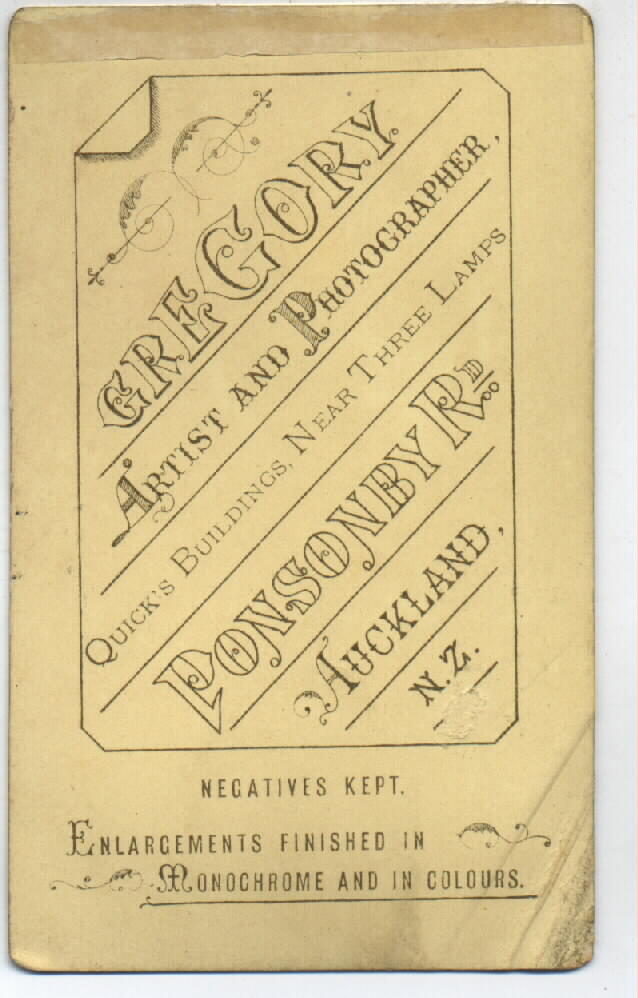 GREGORY
ARTIST AND PHOTOGRAPHER,
QUICK'S BUILDINGS, NEAR THREE LAMPS
PONSONBY RD..
AUCKLAND,
N.Z.
NEGATIVES KEPT.
ENLARGEMENTS FINISHED IN
MONOCHROME AND IN COLOURS.